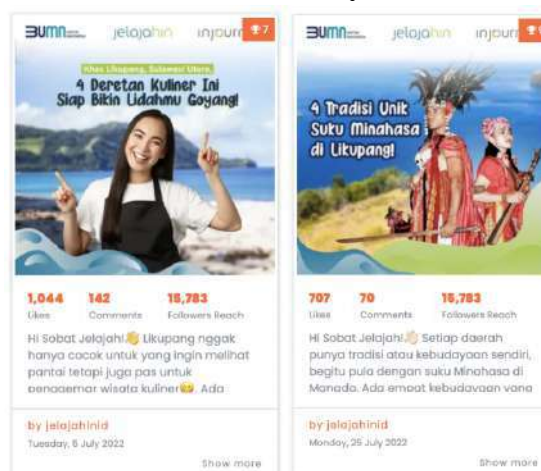 BUMN
jelajahin
injourn
7
Khas Likupang, Sulawesi Utara,
4 Deretan Kuliner Ini
Siap Bikin Lidahmu Goyang!
1,044 142 15,783
Likes Comments Followers Reach
Hi Sobat Jelajah!👋 Likupang nggak
hanya cocok untuk yang ingin melihat
pantai tetapi juga pas untuk
penggemar wisata kuliner😋. Ada
by jelajahinid
Tuesday, 5 July 2022
Show more
BUMN
jelajahin
injour
4 Tradisi Unik
Suku Minahasa
di Likupang!
707 70 15,783
Likes Comments Followers Reach
Hi Sobat Jelajah!👋 Setiap daerah
punya tradisi atau kebudayaan sendiri,
begitu pula dengan suku Minahasa di
Manado. Ada empat kebudayaan yang
by jelajahinid
Monday, 25 July 2022
Show more